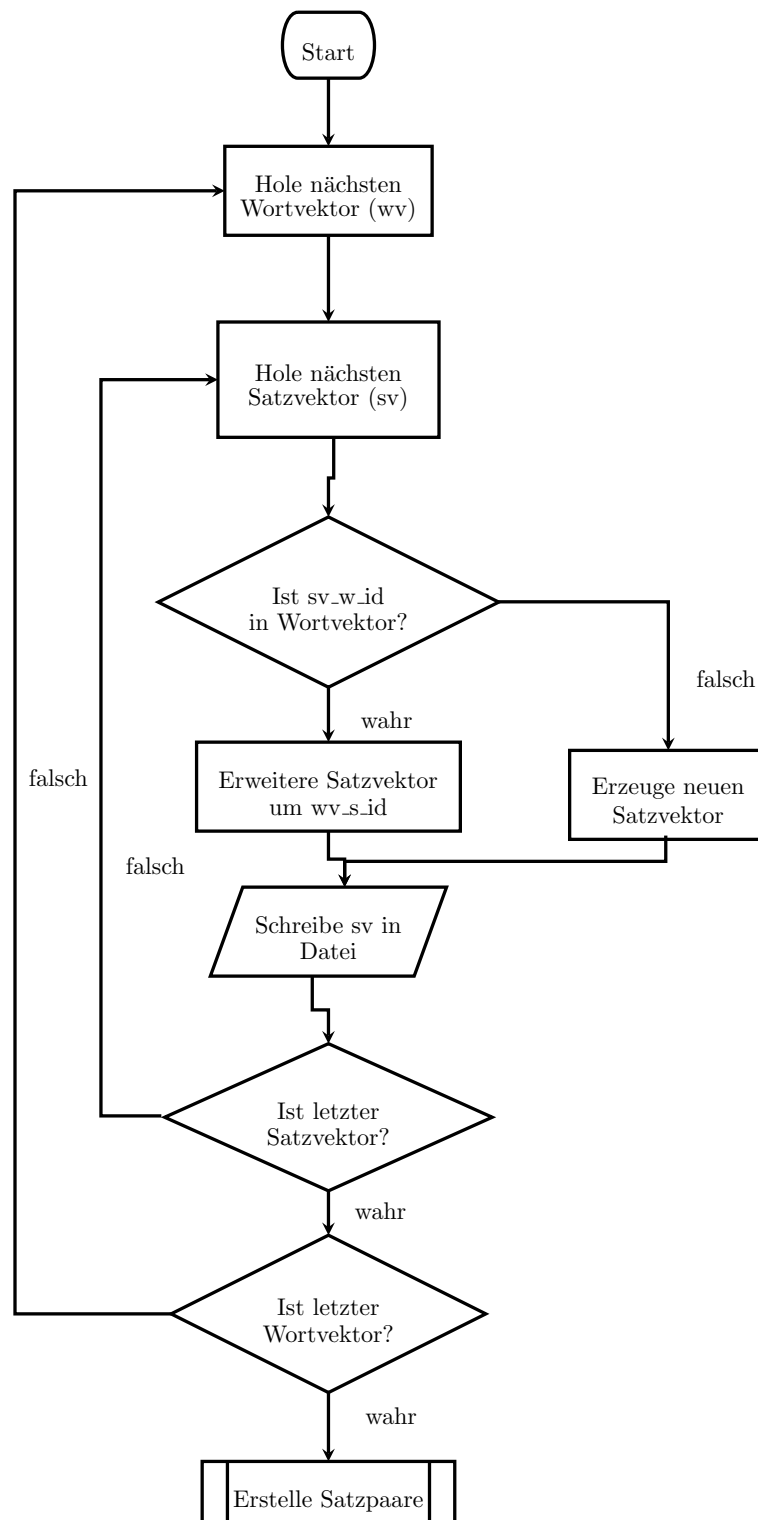 Start
Hole nächsten
Wortvektor (wv)
Hole nächsten
Satzvektor (sv)
Ist sv_w_id
in Wortvektor?
falsch
wahr
Erweitere Satzvektor
um wv_s_id
Erzeuge neuen
Satzvektor
falsch
falsch
Schreibe sv in
Datei
Ist letzter
Satzvektor?
wahr
Ist letzter
Wortvektor?
wahr
Erstelle Satzpaare